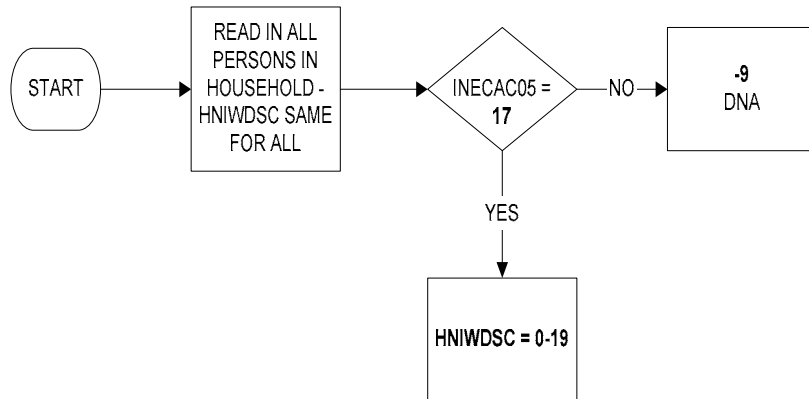 START
READ IN ALL
PERSONS IN
HOUSEHOLD -
HNIWDSC SAME
FOR ALL
INECAC05 =
17
NO
-9
DNA
YES
HNIWDSC = 0-19